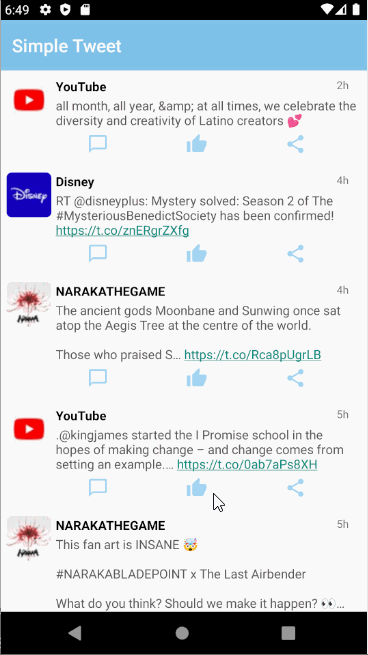 6:49
Simple Tweet
YouTube 2h
all month, all year, &amp; at all times, we celebrate the
diversity and creativity of Latino creators 💕
Disney 4h
Disney
RT @disneyplus: Mystery solved: Season 2 of The
#MysteriousBenedictSociety has been confirmed!
https://t.co/znERgrZXfg
NARAKATHEGAME 4h
The ancient gods Moonbane and Sunwing once sat
atop the Aegis Tree at the centre of the world.
Those who praised S… https://t.co/Rca8pUgrLB
YouTube 5h
.@kingjames started the I Promise school in the
hopes of making change – and change comes from
setting an example.… https://t.co/0ab7aPs8XH
NARAKATHEGAME 5h
This fan art is INSANE 🤯
#NARAKABLADEPOINT x The Last Airbender
What do you think? Should we make it happen? 👀…